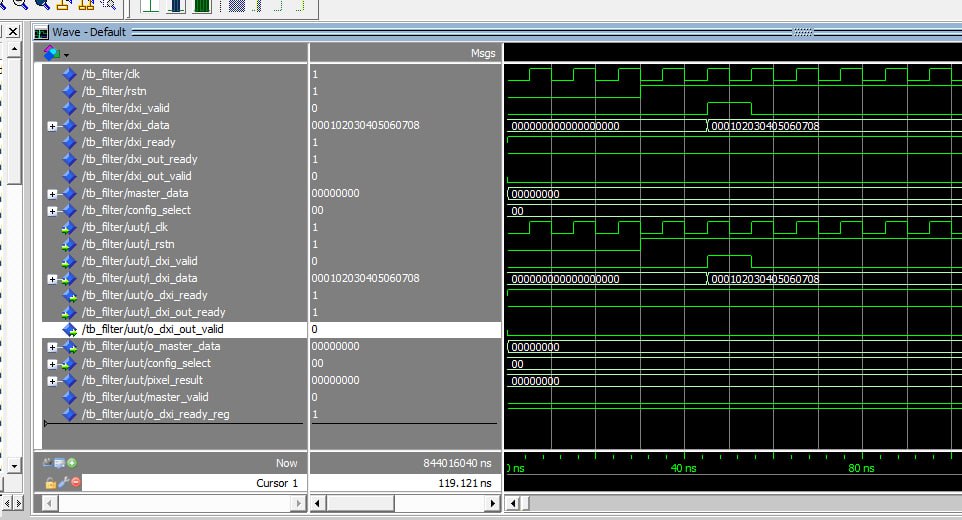 Wave - Default
Msgs
/tb_filter/clk 1
/tb_filter/rstn 1
/tb_filter/dxi_valid 0
/tb_filter/dxi_data 000102030405060708 000000000000000000 000102030405060708
/tb_filter/dxi_ready 1
/tb_filter/dxi_out_ready 1
/tb_filter/dxi_out_valid 0
/tb_filter/master_data 00000000 00000000
/tb_filter/config_select 00 00
/tb_filter/uut/i_clk 1
/tb_filter/uut/i_rstn 1
/tb_filter/uut/i_dxi_valid 0
/tb_filter/uut/i_dxi_data 000102030405060708 000000000000000000 000102030405060708
/tb_filter/uut/o_dxi_ready 1
/tb_filter/uut/i_dxi_out_ready 1
/tb_filter/uut/o_dxi_out_valid 0
/tb_filter/uut/o_master_data 00000000 00000000
/tb_filter/uut/config_select 00 00
/tb_filter/uut/pixel_result 00000000 00000000
/tb_filter/uut/master_valid 0
/tb_filter/uut/o_dxi_ready_reg 1
Now 844016040 ns ns 40 ns 80 ns
Cursor 1 119.121 ns